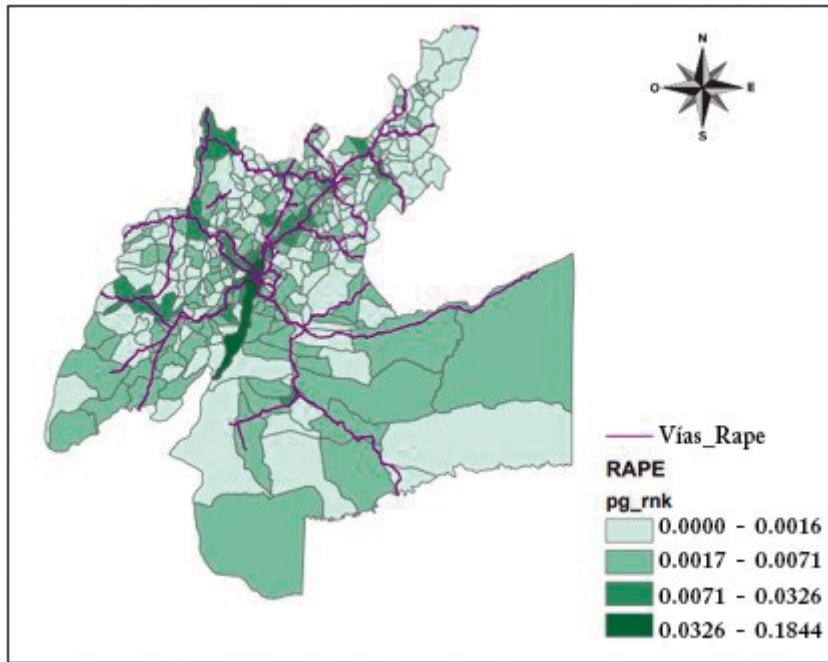 N
O E
S
Vías_Rape
RAPE
pg_rnk
0.0000 - 0.0016
0.0017 - 0.0071
0.0071 - 0.0326
0.0326 - 0.1844